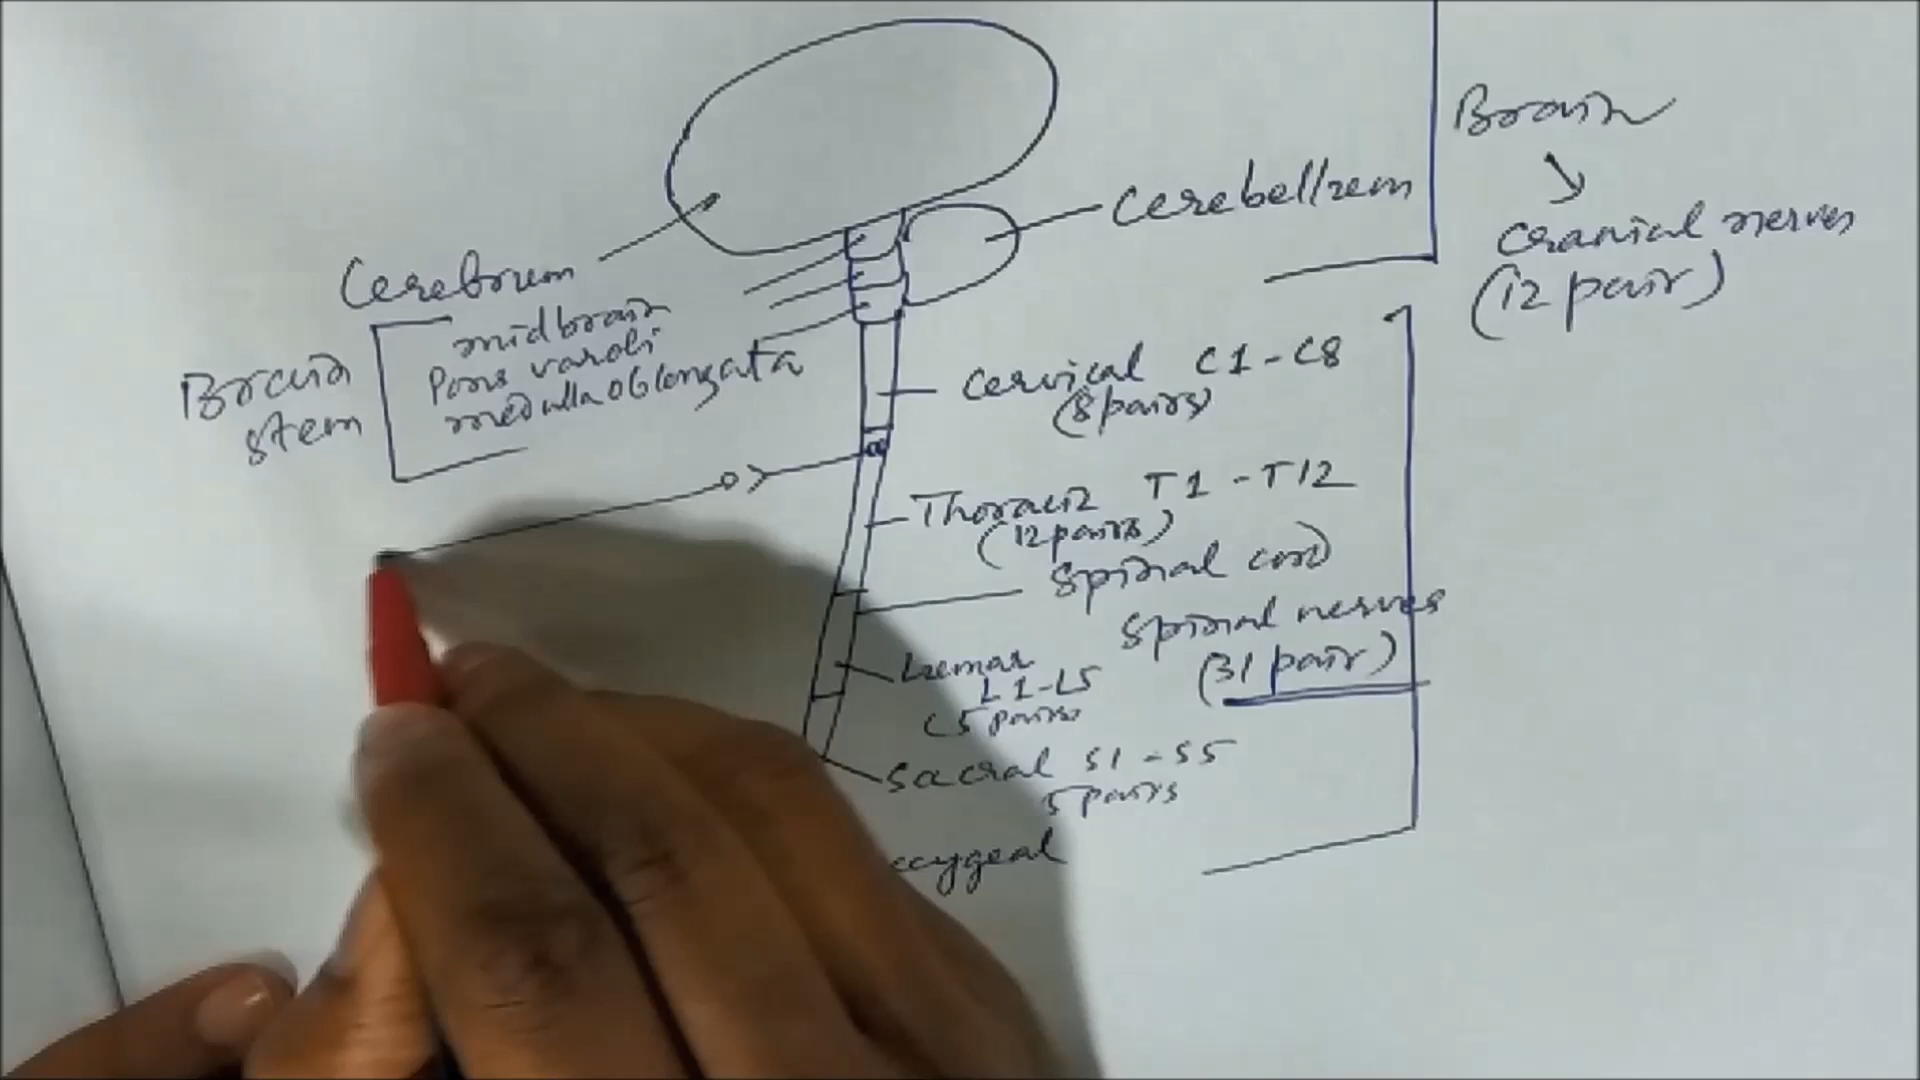 Brain
cranial nerves
(12 pair)
Cerebellum
Cerebrum
midbrain
Pons varoli
medulla oblongata
Brain
stem
Cervical C1-C8
(8 pairs)
Thoracic T1-T12
(12 pairs)
spinal cord
spinal nerves
(31 pair)
Lumar
L1-L5
(5 pairs
sacral S1-S5
5 pairs
ccygeal